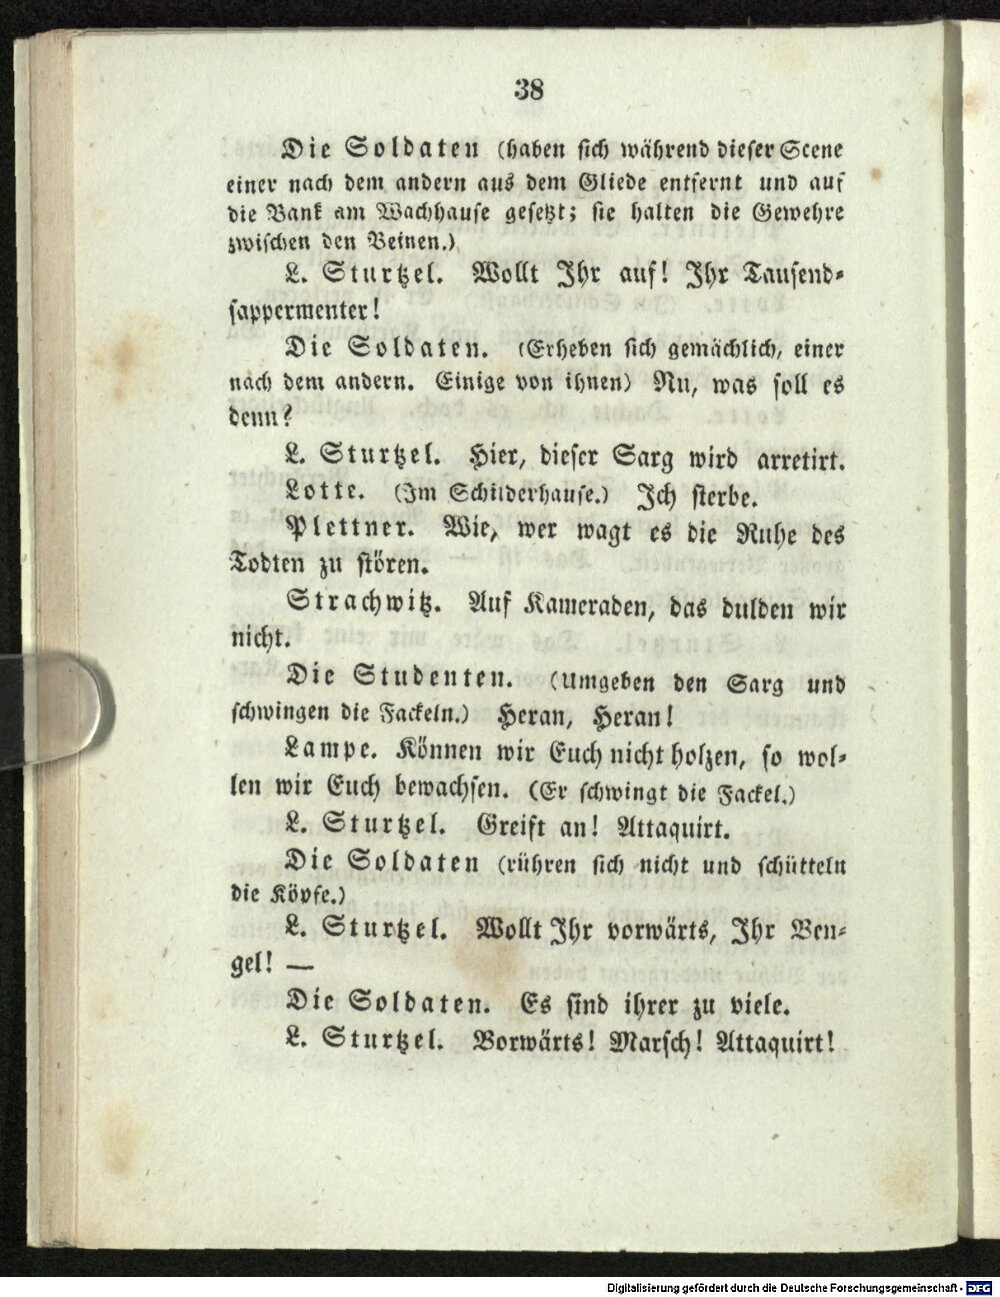 38
Die Soldaten (haben sich während dieser Scene
einer nach dem andern aus dem Gliede entfernt und auf
die Bank am Wachhause gesetzt; sie halten die Gewehre
zwischen den Beinen.)
L. Sturtzel. Wollt Ihr auf! Ihr Tausend-
sappermenter!
Die Soldaten. (Erheben sich gemächlich, einer
nach dem andern. Einige von ihnen) Nu, was soll es
denn?
L. Sturtzel. Hier, dieser Sarg wird arretirt.
Lotte. (Im Schilderhause.) Ich sterbe.
Plettner. Wie, wer wagt es die Ruhe des
Todten zu stören.
Strachwitz. Auf Kameraden, das dulden wir
nicht.
Die Studenten. (Umgeben den Sarg und
schwingen die Fackeln.) Heran, Heran!
Lampe. Können wir Euch nicht holzen, so wol-
len wir Euch bewachsen. (Er schwingt die Fackel.)
L. Sturtzel. Greift an! Attaquirt.
Die Soldaten (rühren sich nicht und schütteln
die Köpfe.)
L. Sturtzel. Wollt Ihr vorwärts, Ihr Ben-
gel! —
Die Soldaten. Es sind ihrer zu viele.
L. Sturtzel. Vorwärts! Marsch! Attaquirt!
Digitalisierung gefördert durch die Deutsche Forschungsgemeinschaft - DFG